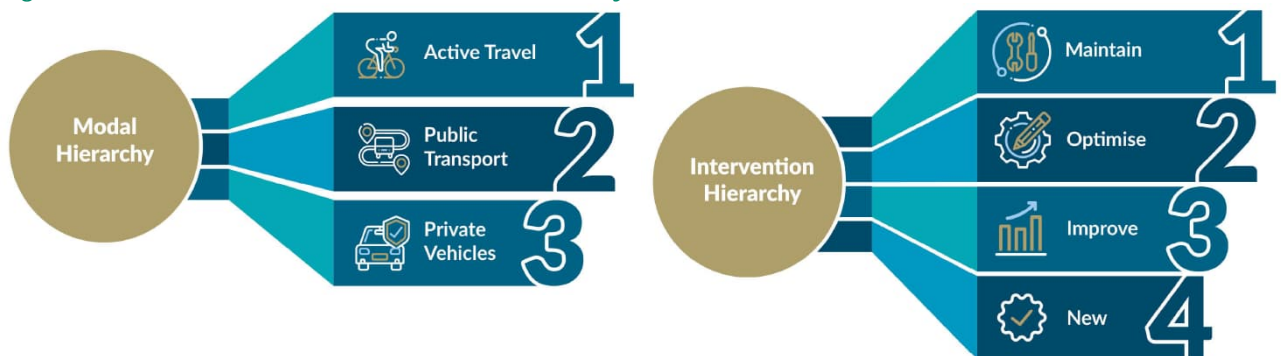 Modal
Hierarchy
Active Travel
1
Public
Transport
2
Private
Vehicles
3
Intervention
Hierarchy
Maintain
1
Optimise
2
Improve
3
New
4